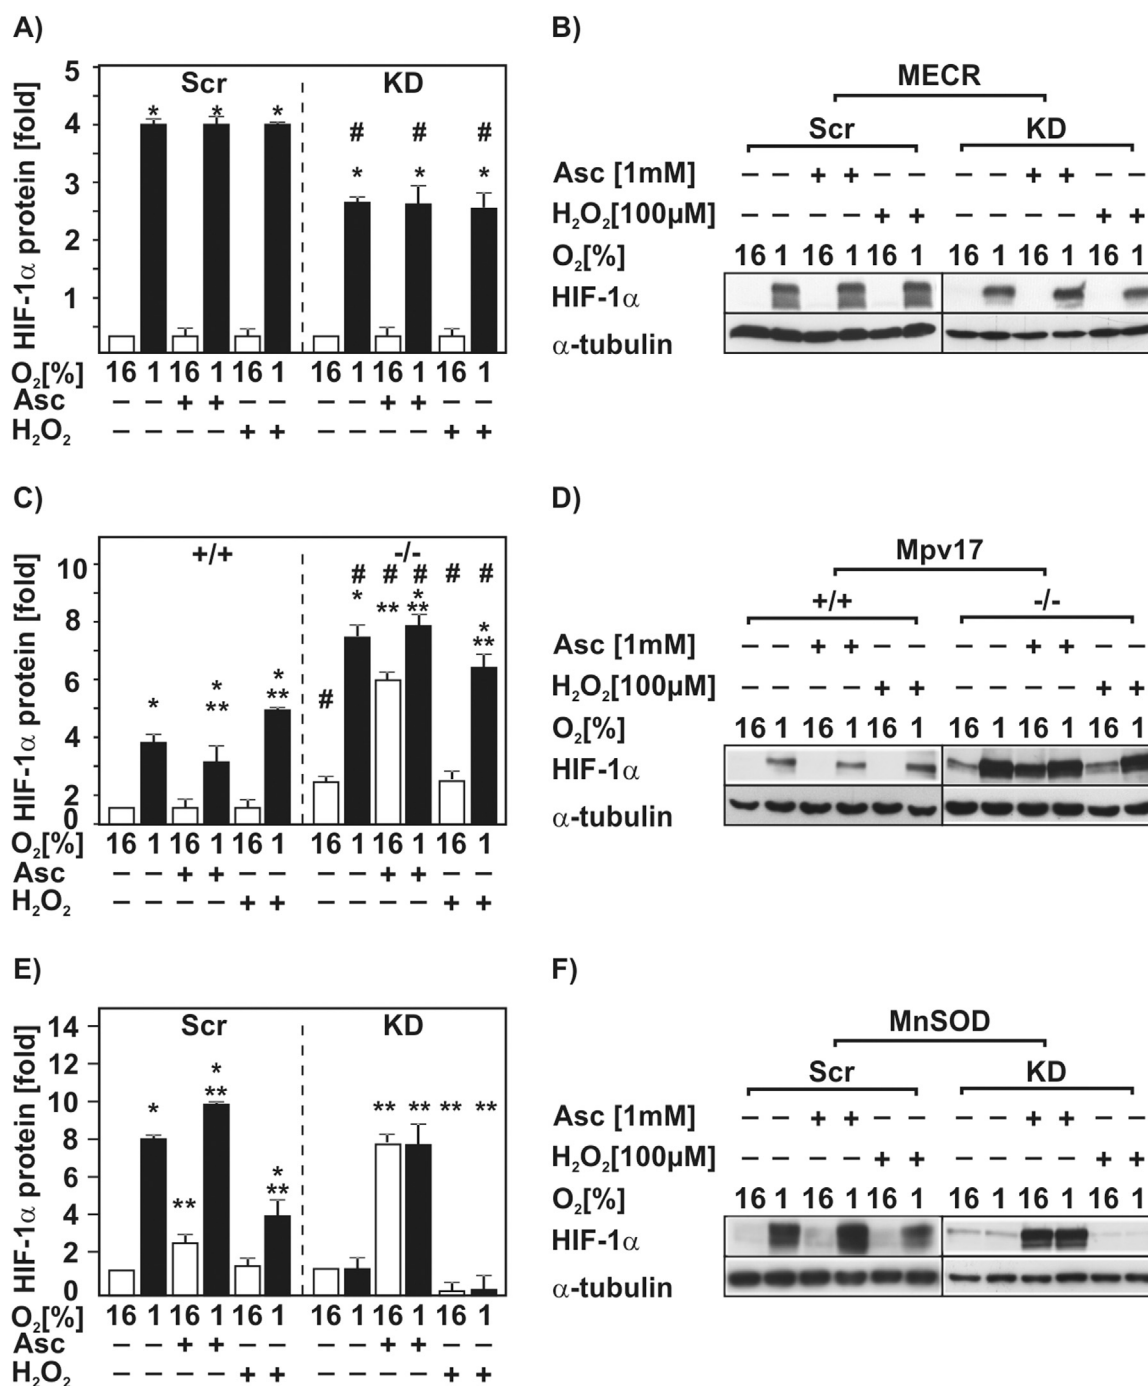 A)
HIF-1α protein [fold]
5
4
3
2
1
Scr
KD
* * * # # #
* * *
O₂[%] 16 1 16 1 16 1 16 1 16 1 16 1
Asc – – + + – – – – + + – –
H₂O₂ – – – – + + – – – – + +
B)
MECR
Scr KD
Asc [1mM] – – + + – – – – + + – –
H₂O₂[100µM] – – – – + + – – – – + +
O₂[%] 16 1 16 1 16 1 16 1 16 1 16 1
HIF-1α
α-tubulin
C)
HIF-1α protein [fold]
10
8
6
4
2
0
+/+
-/-
* * ** * ** # # * # ** # * ** # # * **
O₂[%] 16 1 16 1 16 1 16 1 16 1 16 1
Asc – – + + – – – – + + – –
H₂O₂ – – – – + + – – – – + +
D)
Mpv17
+/+ -/-
Asc [1mM] – – + + – – – – + + – –
H₂O₂[100µM] – – – – + + – – – – + +
O₂[%] 16 1 16 1 16 1 16 1 16 1 16 1
HIF-1α
α-tubulin
E)
HIF-1α protein [fold]
14
12
10
8
6
4
2
0
Scr
KD
* ** * ** * ** ** ** ** **
O₂[%] 16 1 16 1 16 1 16 1 16 1 16 1
Asc – – + + – – – – + + – –
H₂O₂ – – – – + + – – – – + +
F)
MnSOD
Scr KD
Asc [1mM] – – + + – – – – + + – –
H₂O₂[100µM] – – – – + + – – – – + +
O₂[%] 16 1 16 1 16 1 16 1 16 1 16 1
HIF-1α
α-tubulin